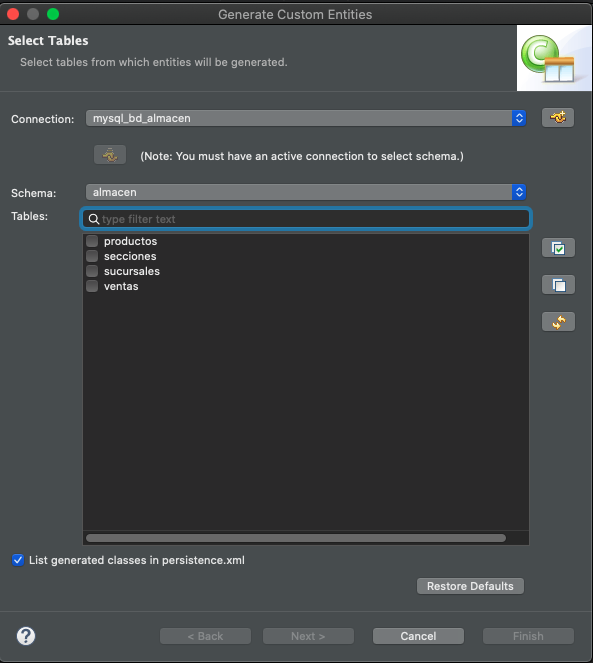 Generate Custom Entities
Select Tables
Select tables from which entities will be generated.
C
Connection: mysql_bd_almacen
(Note: You must have an active connection to select schema.)
Schema: almacen
Tables: type filter text
productos
secciones
sucursales
ventas
List generated classes in persistence.xml
Restore Defaults
? < Back Next > Cancel Finish